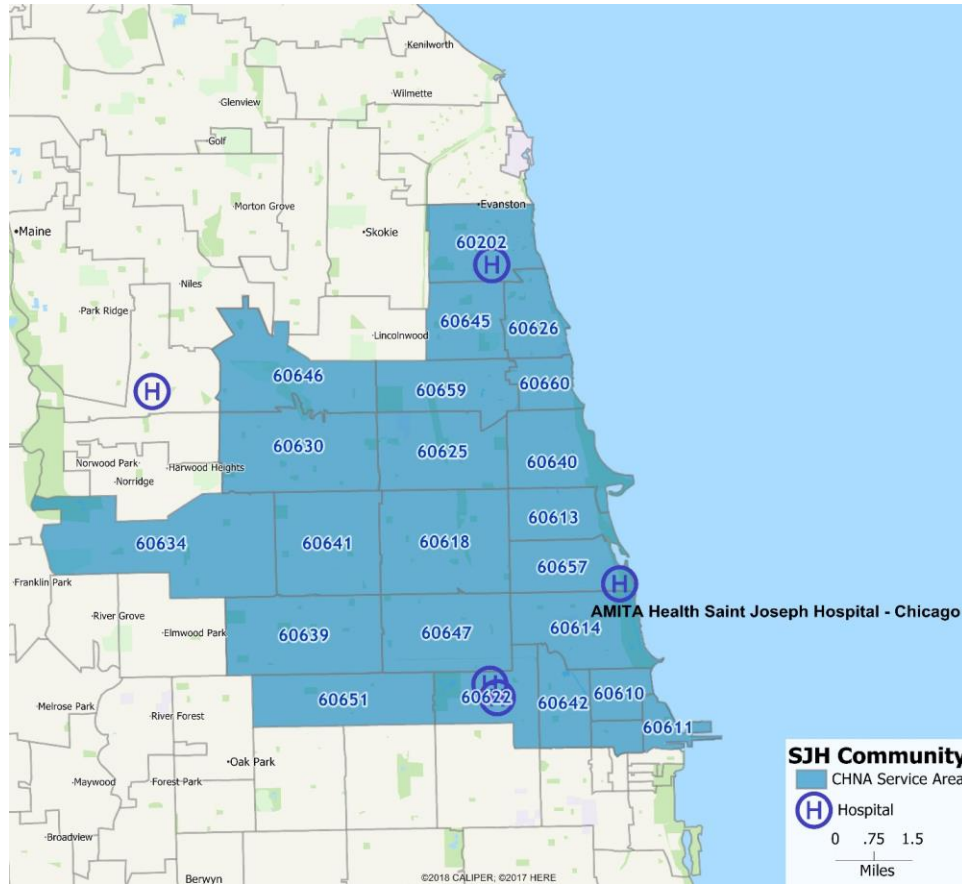 ·Kenilworth
·Wilmette
·Glenview
·Golf
·Morton Grove
·Evanston
·Maine
·Skokie
60202
H
·Niles
·Park Ridge
60645
60626
·Lincolnwood
60646
60659
60660
H
60630
60625
60640
Norwood Park·
·Harwood Heights
·Norridge
60613
60634
60641
60618
60657
·Franklin Park
H
AMITA Health Saint Joseph Hospital - Chicago
·River Grove
Elmwood Park·
60639
60647
60614
H
60651
60622
60642
60610
·Melrose Park
·River Forest
60611
·Oak Park
·Maywood
Forest Park·
·Broadview
Berwyn
SJH Community
CHNA Service Area
H Hospital
0 .75 1.5
Miles
©2018 CALIPER; ©2017 HERE